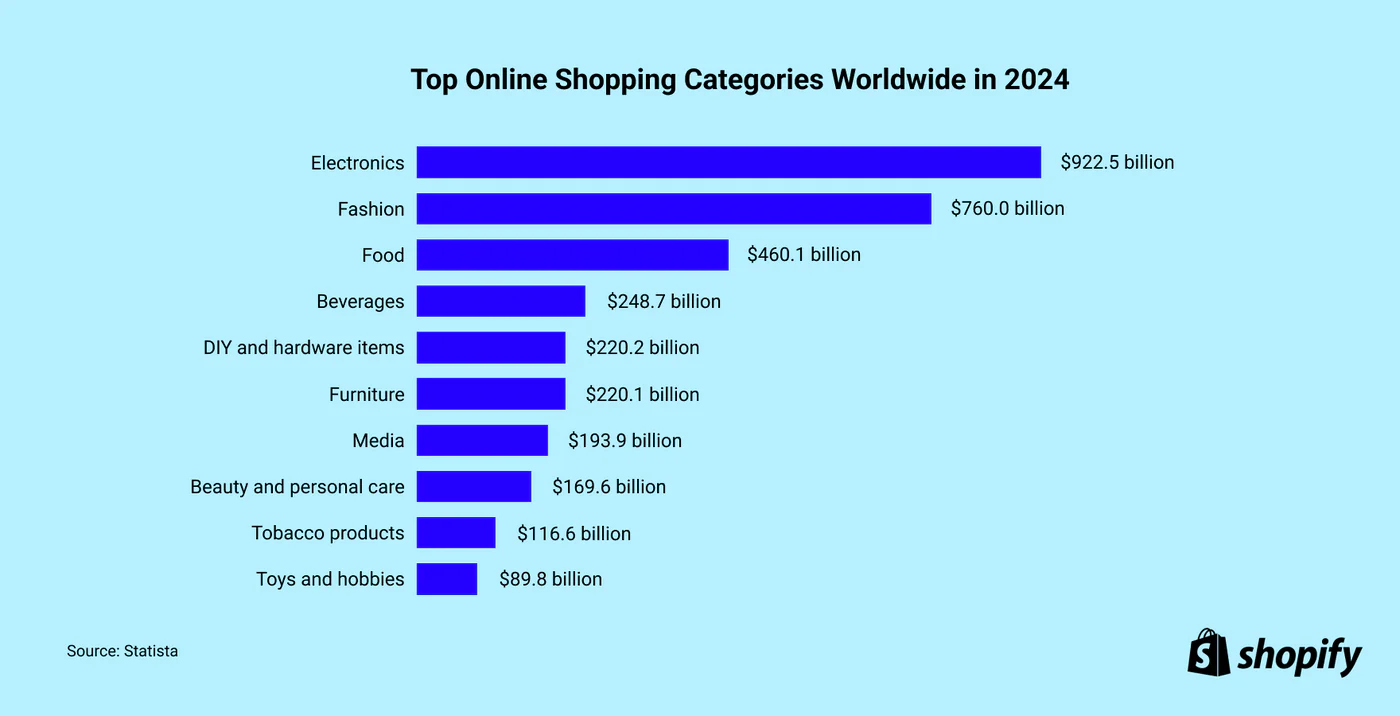 Top Online Shopping Categories Worldwide in 2024
Electronics $922.5 billion
Fashion $760.0 billion
Food $460.1 billion
Beverages $248.7 billion
DIY and hardware items $220.2 billion
Furniture $220.1 billion
Media $193.9 billion
Beauty and personal care $169.6 billion
Tobacco products $116.6 billion
Toys and hobbies $89.8 billion
Source: Statista
shopify